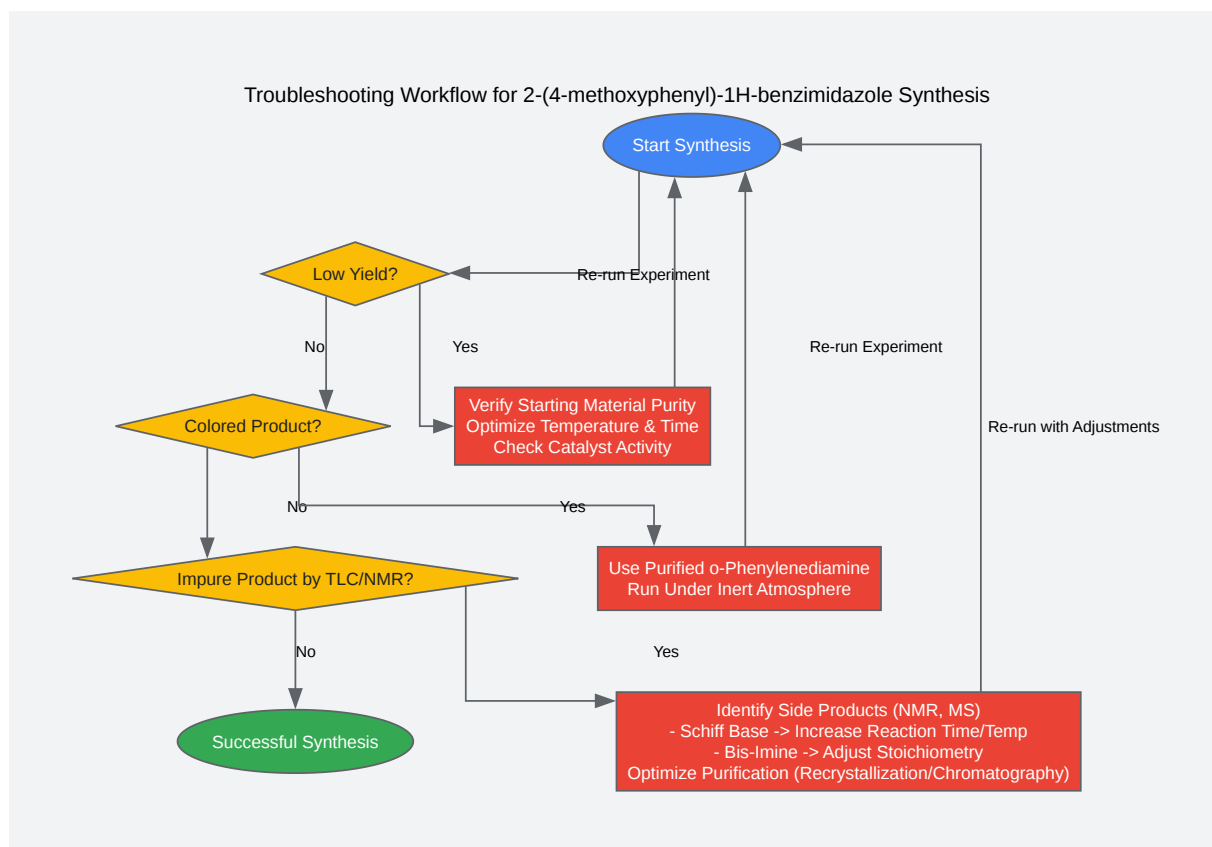 Troubleshooting Workflow for 2-(4-methoxyphenyl)-1H-benzimidazole Synthesis
Start Synthesis
Low Yield?
Re-run Experiment
No
Yes
Re-run Experiment
Verify Starting Material Purity
Optimize Temperature & Time
Check Catalyst Activity
Colored Product?
Re-run with Adjustments
No
Yes
Use Purified o-Phenylenediamine
Run Under Inert Atmosphere
Impure Product by TLC/NMR?
No
Yes
Identify Side Products (NMR, MS)
- Schiff Base -> Increase Reaction Time/Temp
- Bis-Imine -> Adjust Stoichiometry
Optimize Purification (Recrystallization/Chromatography)
Successful Synthesis